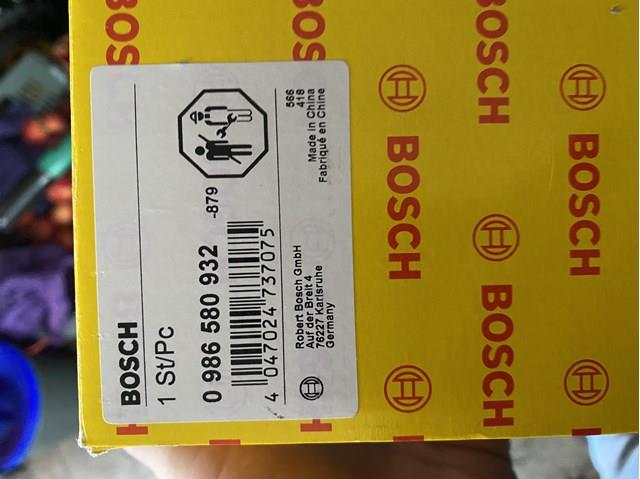 BOSCH
1 St/Pc
0 986 580 932
-879
4 047024 737075
Robert Bosch GmbH
Auf der Breit 4
76227 Karlsruhe
Germany
566
418
Made in China
Fabriqué en Chine
BOSCH
BOSCH
BOSCH
BOSCH
BOSCH